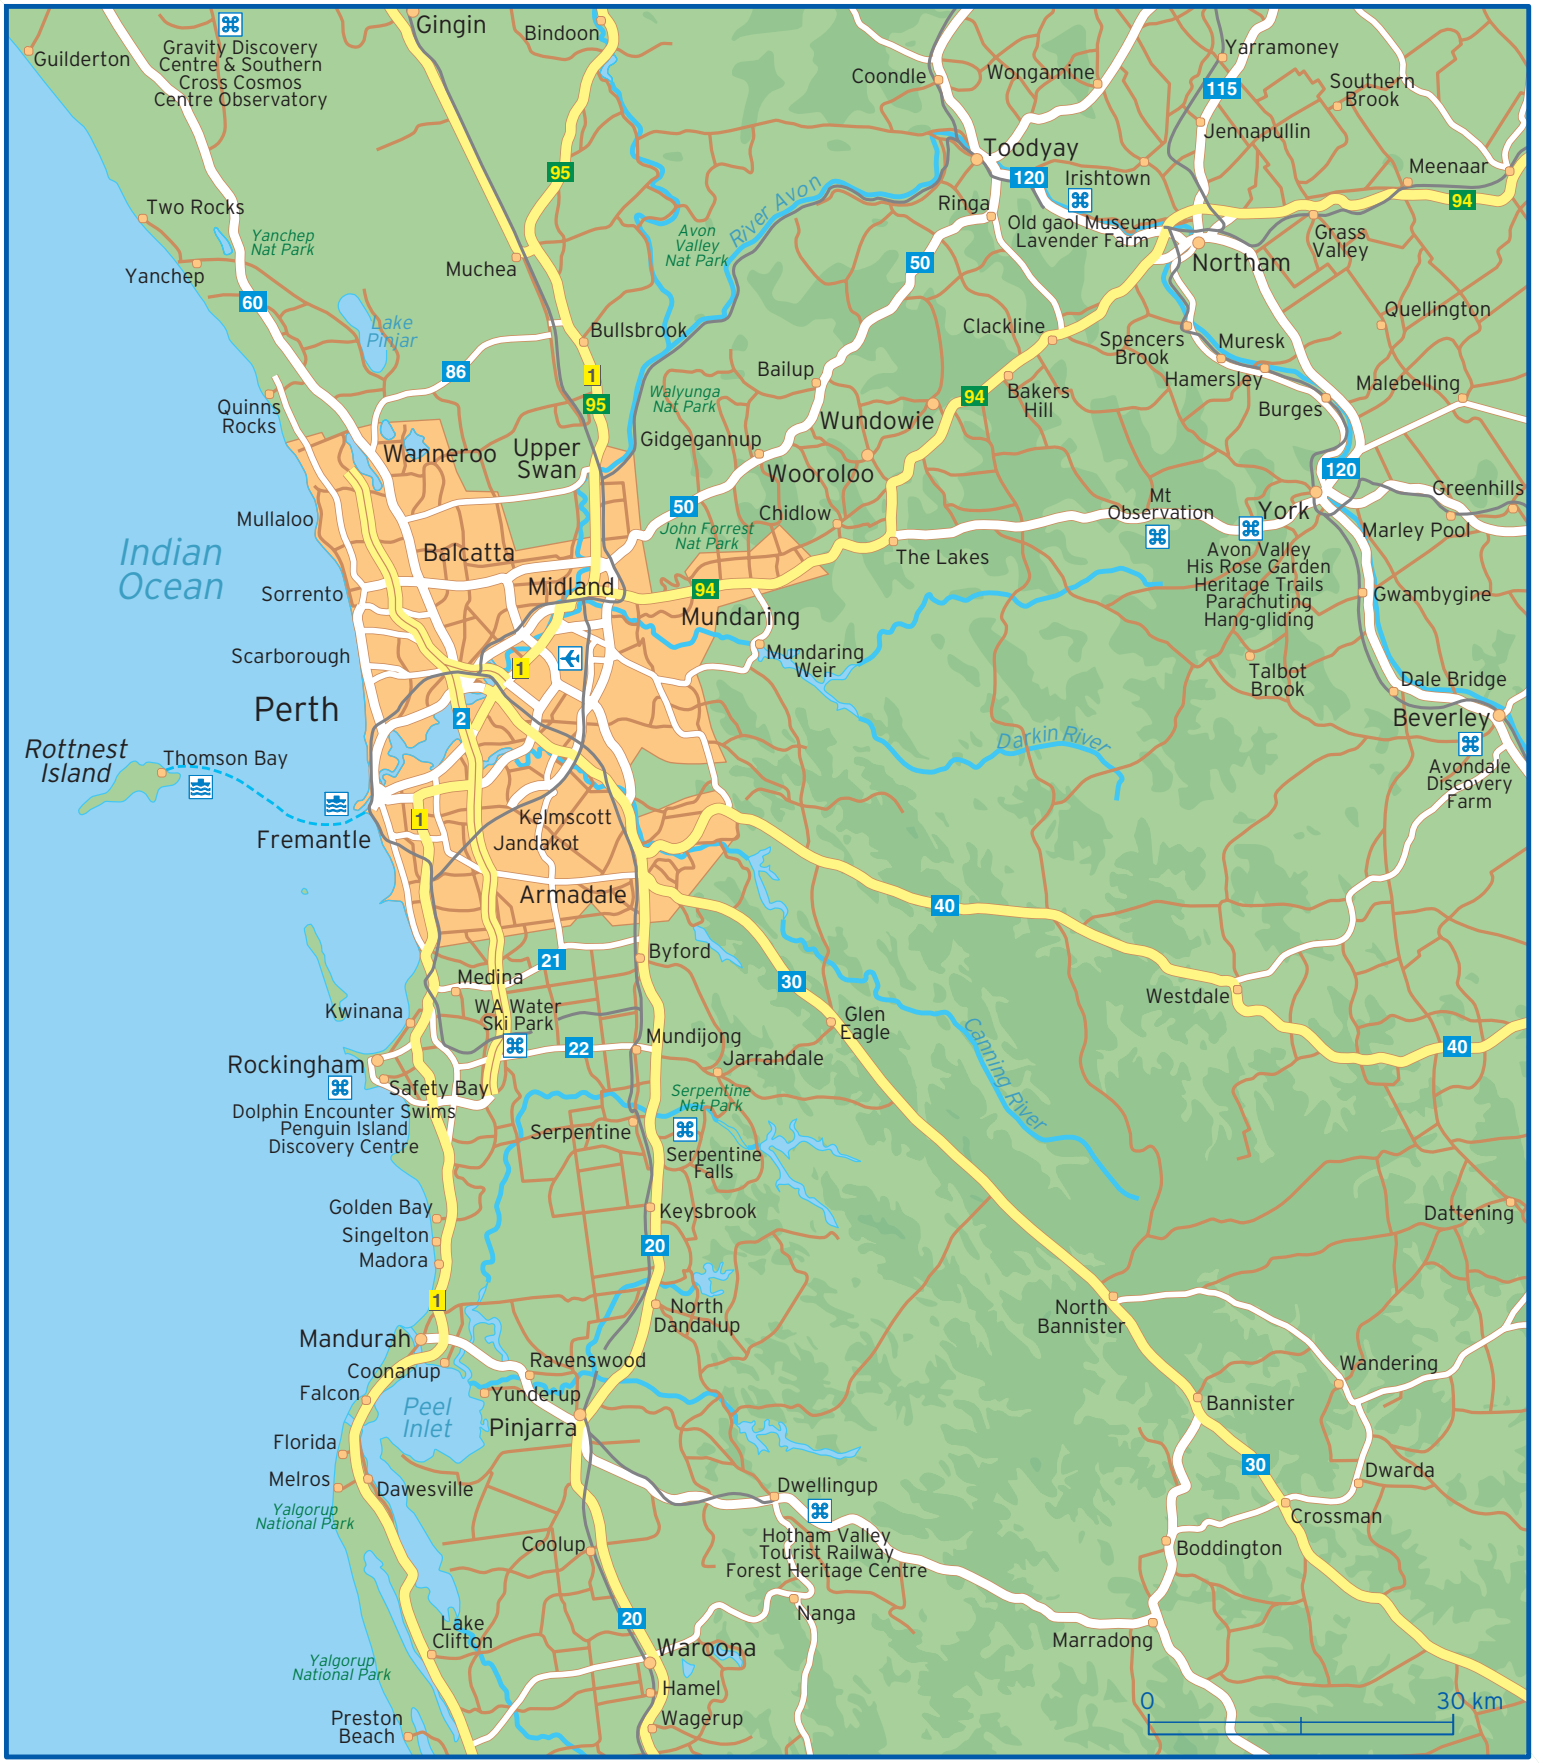 Gingin
Bindoon
Guilderton
Gravity Discovery
Centre & Southern
Cross Cosmos
Centre Observatory
Coondle
Wongamine
Yarramoney
115
Southern
Brook
Jennapullin
Toodyay
Meenaar
95
120
Irishtown
94
Two Rocks
Ringa
River Avon
Old gaol Museum
Lavender Farm
Grass
Valley
Yanchep
Nat Park
Avon
Valley
Nat Park
Yanchep
Muchea
50
Northam
60
Lake
Pinjar
Bullsbrook
Clackline
Quellington
Spencers
Brook
Muresk
86
1
Bailup
Hamersley
Malebelling
95
Walyunga
Nat Park
94
Bakers
Hill
Burges
Quinns
Rocks
Wundowie
Wanneroo
Upper
Swan
Gidgegannup
Wooroloo
120
Mullaloo
50
Chidlow
Mt
Observation
York
Greenhills
John Forrest
Nat Park
Marley Pool
Indian
Ocean
Balcatta
The Lakes
Avon Valley
His Rose Garden
Heritage Trails
Parachuting
Hang-gliding
Sorrento
Midland
94
Gwambygine
Mundaring
Scarborough
1
Mundaring
Weir
Talbot
Brook
Dale Bridge
Perth
2
Beverley
Rottnest
Island
Thomson Bay
Darkin River
Avondale
Discovery
Farm
1
Kelmscott
Fremantle
Jandakot
Armadale
40
Byford
21
30
Medina
Westdale
Kwinana
WA Water
Ski Park
Glen
Eagle
Mundijong
22
40
Rockingham
Jarrahdale
Canning River
Safety Bay
Serpentine
Nat Park
Dolphin Encounter Swims
Penguin Island
Discovery Centre
Serpentine
Serpentine
Falls
Golden Bay
Keysbrook
Dattening
Singelton
20
Madora
1
North
Dandalup
North
Bannister
Mandurah
Ravenswood
Wandering
Coonanup
Falcon
Yunderup
Bannister
Peel
Inlet
Pinjarra
Florida
30
Melros
Dawesville
Dwellingup
Dwarda
Yalgorup
National Park
Crossman
Coolup
Hotham Valley
Tourist Railway
Forest Heritage Centre
Boddington
Nanga
20
Lake
Clifton
Marradong
Waroona
Yalgorup
National Park
Hamel
0
30 km
Preston
Beach
Wagerup